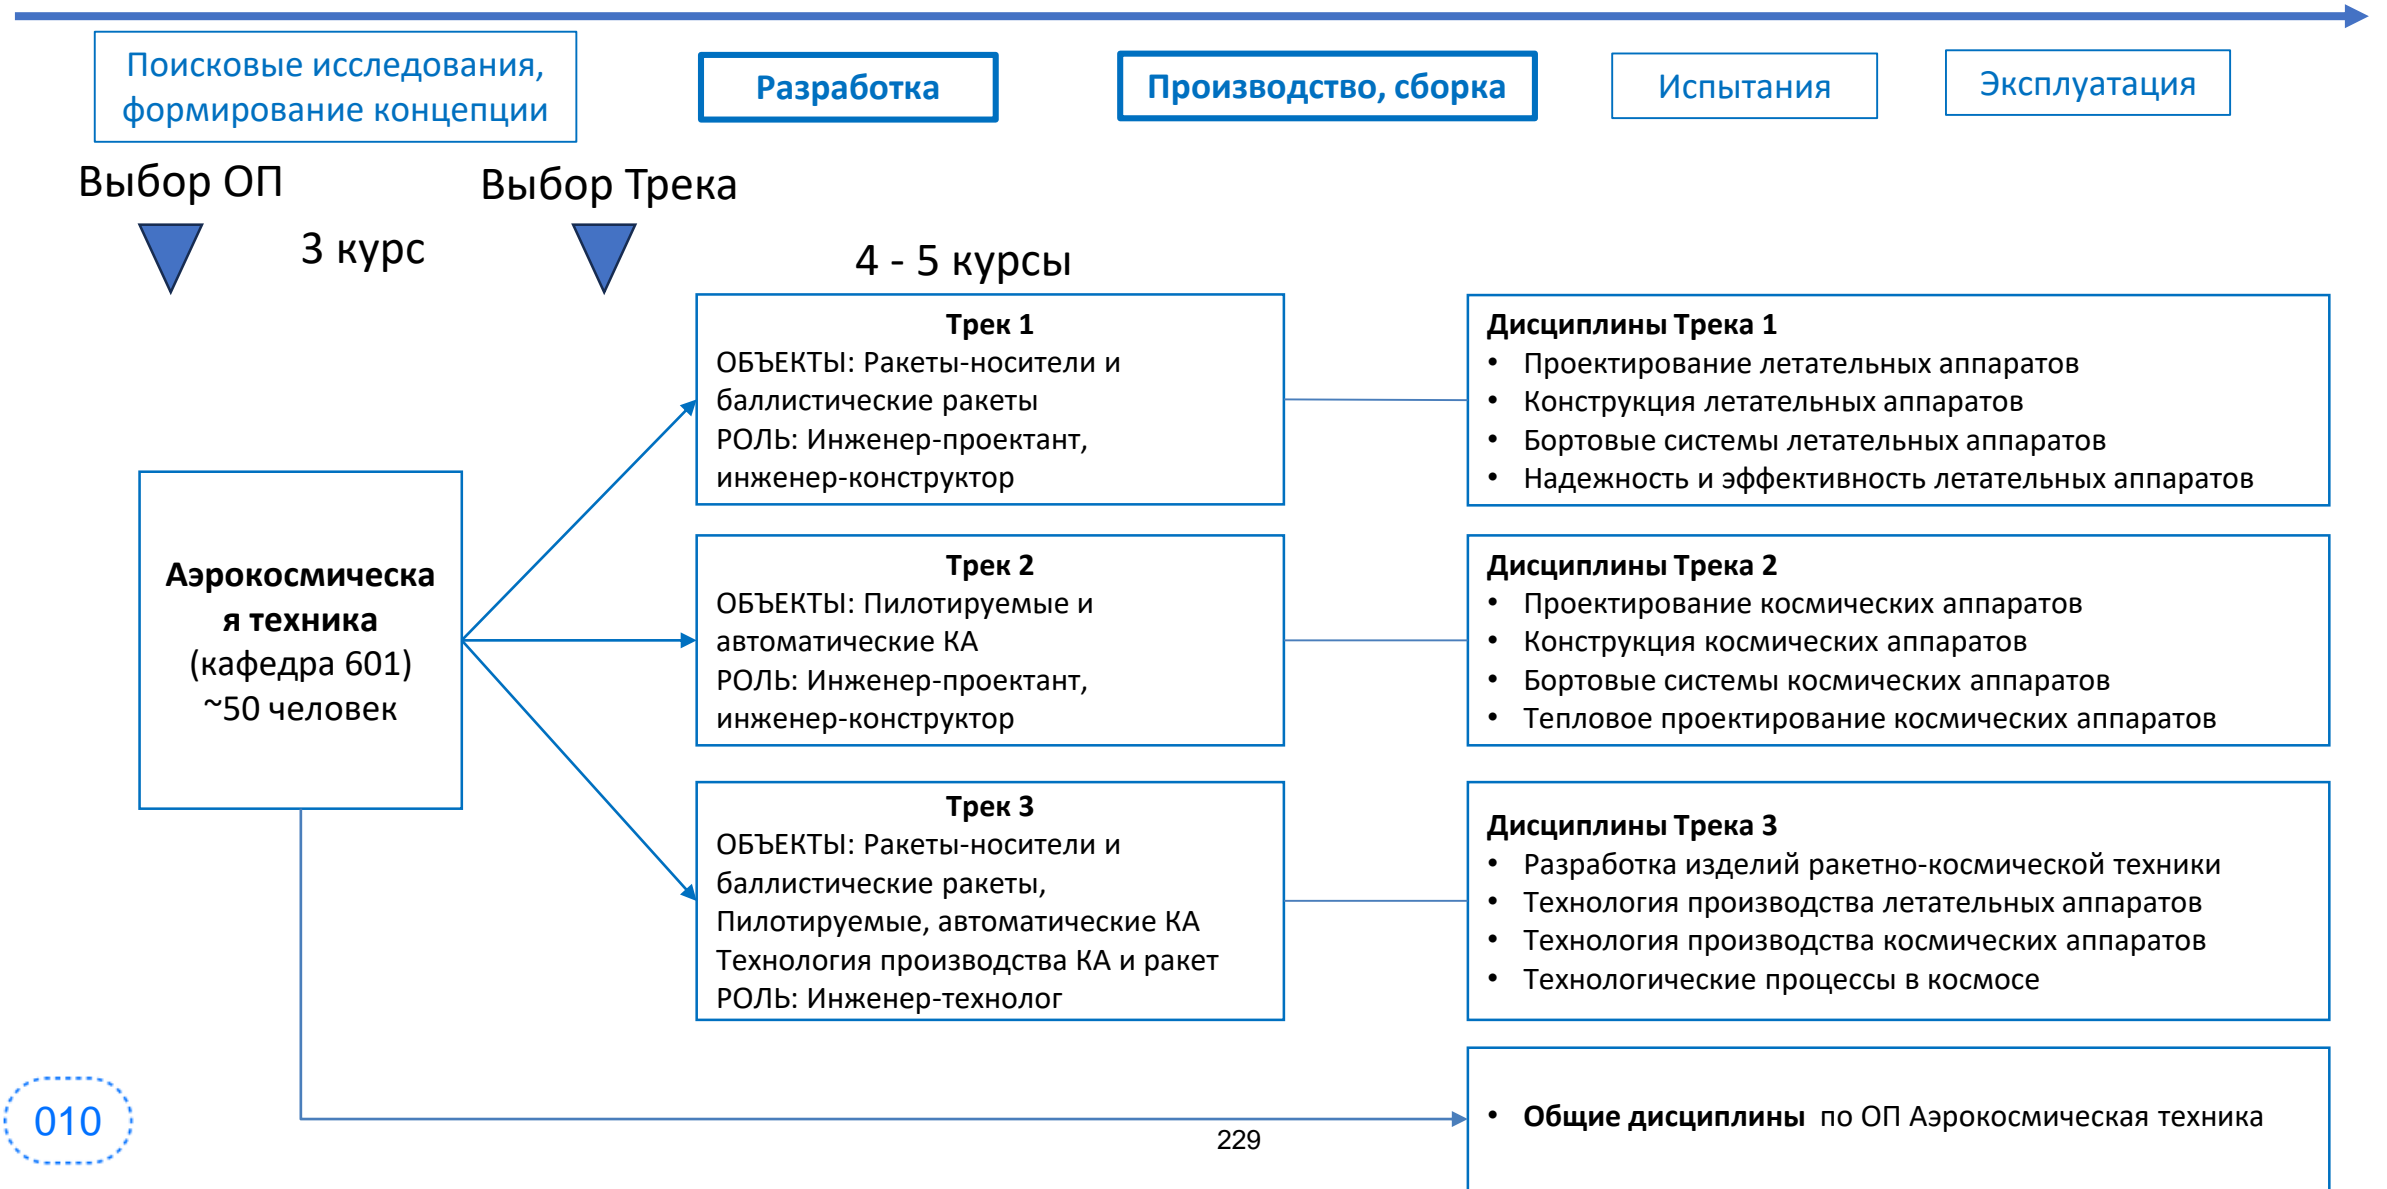 Поисковые исследования,
формирование концепции
Разработка
Производство, сборка
Испытания
Эксплуатация
Выбор ОП
Выбор Трека
3 курс
4 - 5 курсы
Аэрокосмическа
я техника
(кафедра 601)
~50 человек
Трек 1
ОБЪЕКТЫ: Ракеты-носители и
баллистические ракеты
РОЛЬ: Инженер-проектант,
инженер-конструктор
Дисциплины Трека 1
• Проектирование летательных аппаратов
• Конструкция летательных аппаратов
• Бортовые системы летательных аппаратов
• Надежность и эффективность летательных аппаратов
Трек 2
ОБЪЕКТЫ: Пилотируемые и
автоматические КА
РОЛЬ: Инженер-проектант,
инженер-конструктор
Дисциплины Трека 2
• Проектирование космических аппаратов
• Конструкция космических аппаратов
• Бортовые системы космических аппаратов
• Тепловое проектирование космических аппаратов
Трек 3
ОБЪЕКТЫ: Ракеты-носители и
баллистические ракеты,
Пилотируемые, автоматические КА
Технология производства КА и ракет
РОЛЬ: Инженер-технолог
Дисциплины Трека 3
• Разработка изделий ракетно-космической техники
• Технология производства летательных аппаратов
• Технология производства космических аппаратов
• Технологические процессы в космосе
• Общие дисциплины по ОП Аэрокосмическая техника
010
229